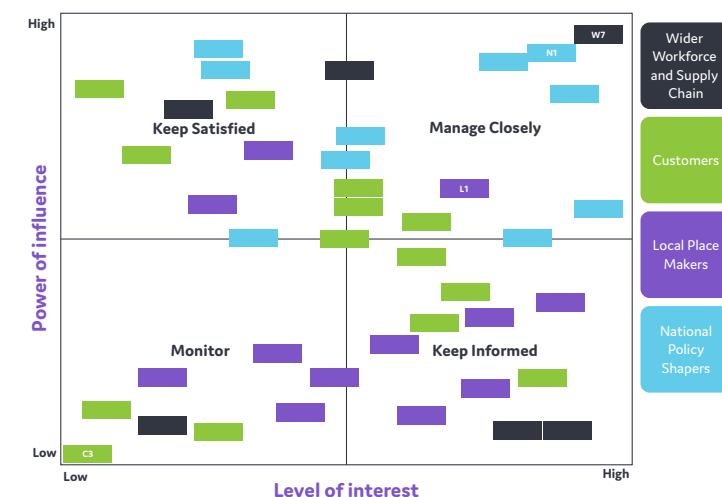 High
W7
N1
Wider
Workforce
and Supply
Chain
Keep Satisfied
Manage Closely
Customers
L1
Power of influence
Local Place
Makers
National
Policy
Shapers
Monitor
Keep Informed
C3
Low
Low
High
Level of interest